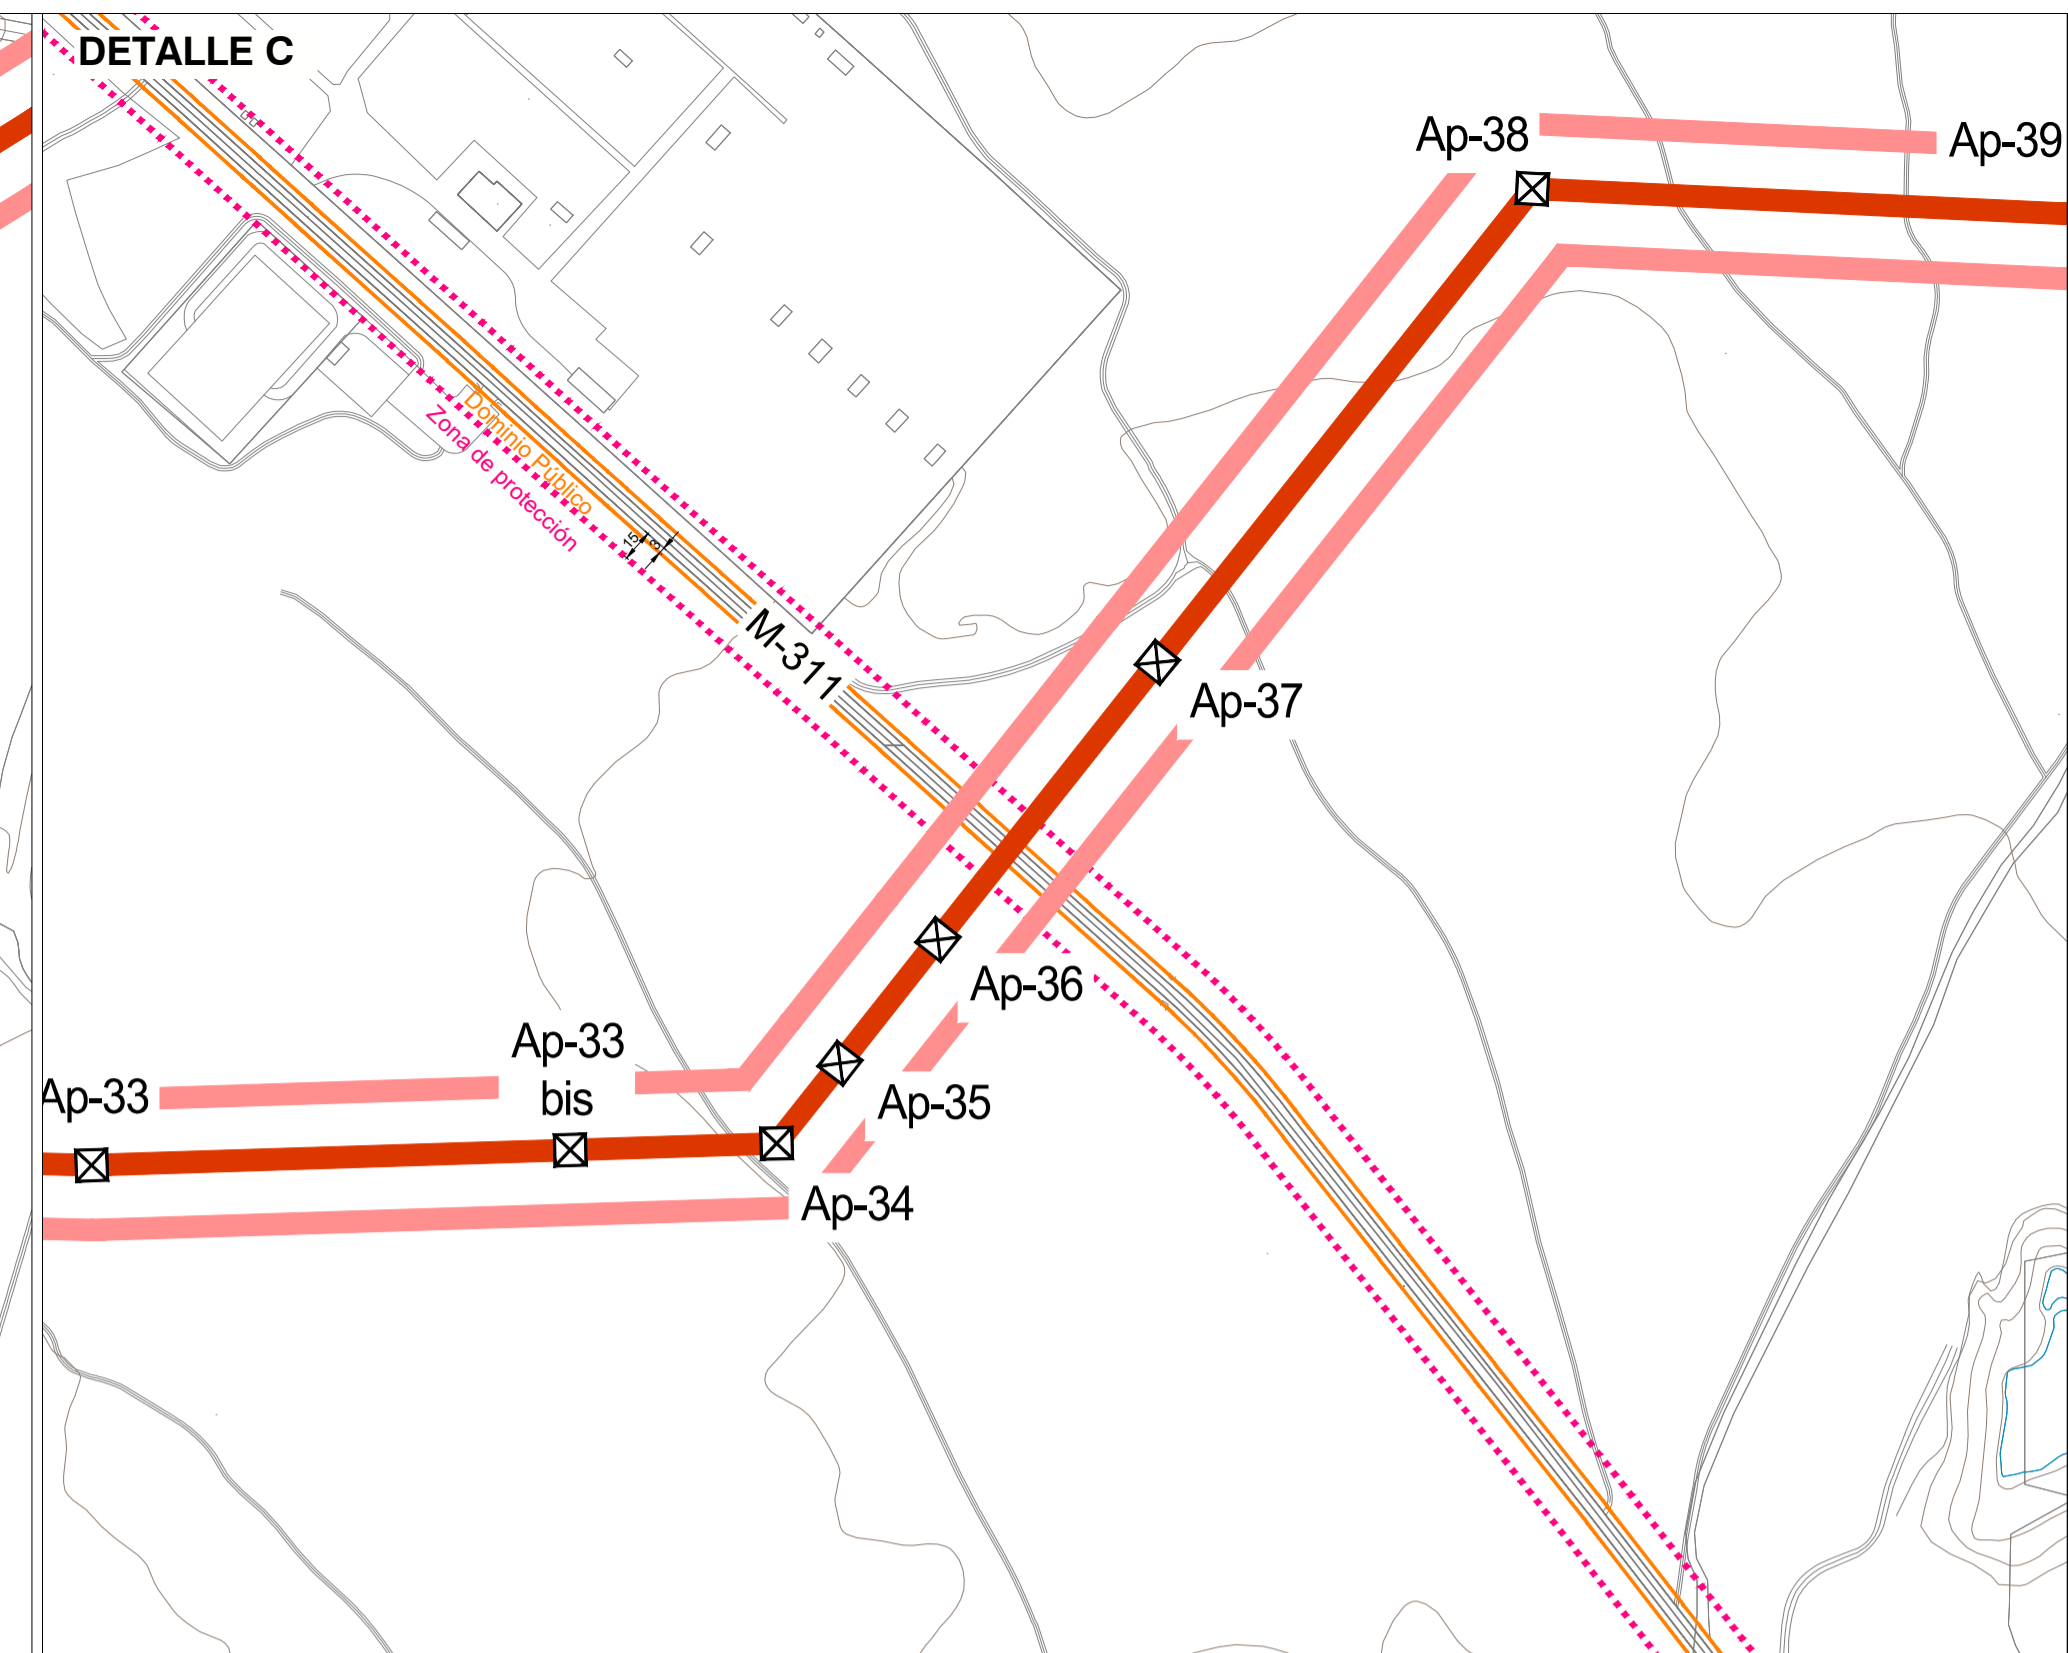 DETALLE C
Ap-38
Ap-39
Dominio Público
Zona de protección
15
3
M-311
Ap-37
Ap-36
Ap-33
bis
Ap-33
Ap-35
Ap-34